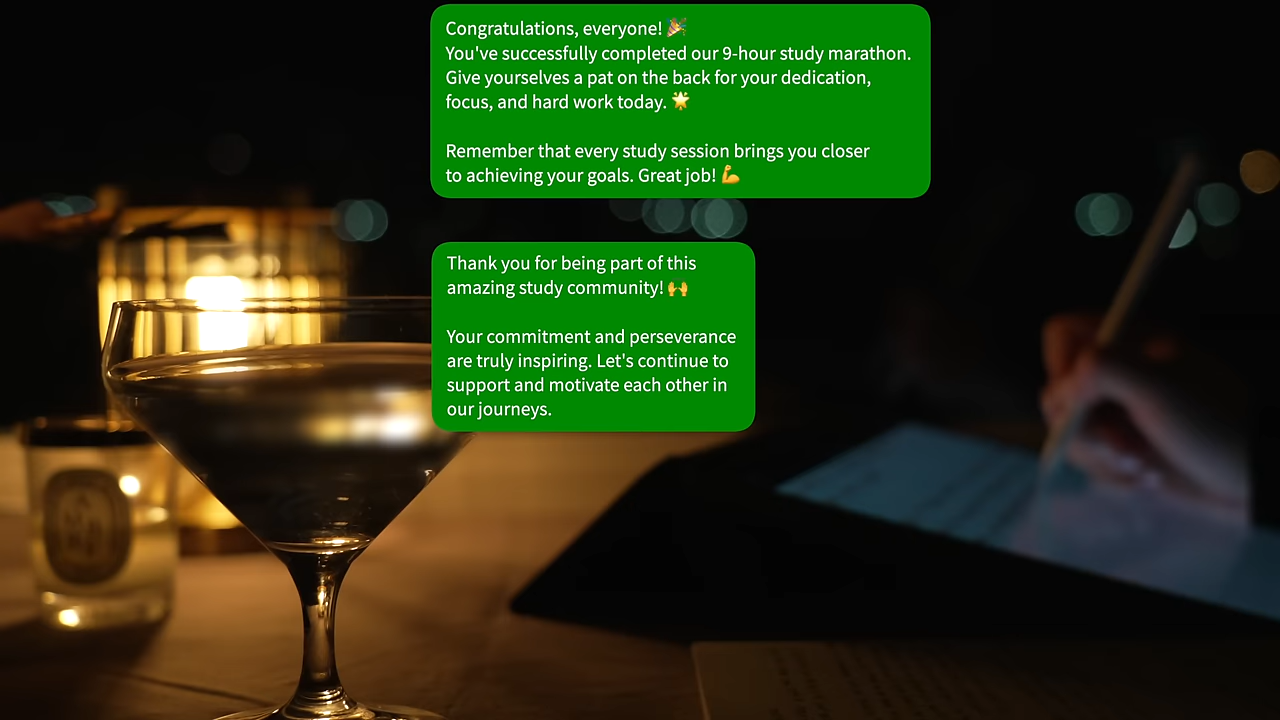 Congratulations, everyone! 🎉
You've successfully completed our 9-hour study marathon.
Give yourselves a pat on the back for your dedication,
focus, and hard work today. 🌟
Remember that every study session brings you closer
to achieving your goals. Great job! 💪
Thank you for being part of this
amazing study community! 🙌
Your commitment and perseverance
are truly inspiring. Let's continue to
support and motivate each other in
our journeys.